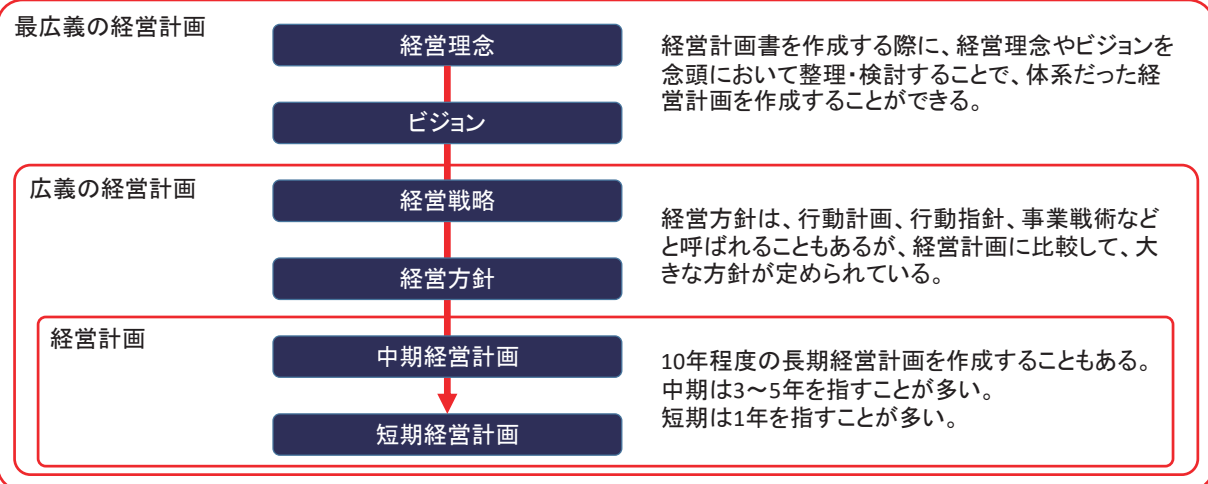 最広義の経営計画
経営理念
経営計画書を作成する際に、経営理念やビジョンを
念頭において整理・検討することで、体系だった経
営計画を作成することができる。
ビジョン
広義の経営計画
経営戦略
経営方針は、行動計画、行動指針、事業戦術など
と呼ばれることもあるが、経営計画に比較して、大
きな方針が定められている。
経営方針
経営計画
中期経営計画
10年程度の長期経営計画を作成することもある。
中期は3～5年を指すことが多い。
短期は1年を指すことが多い。
短期経営計画